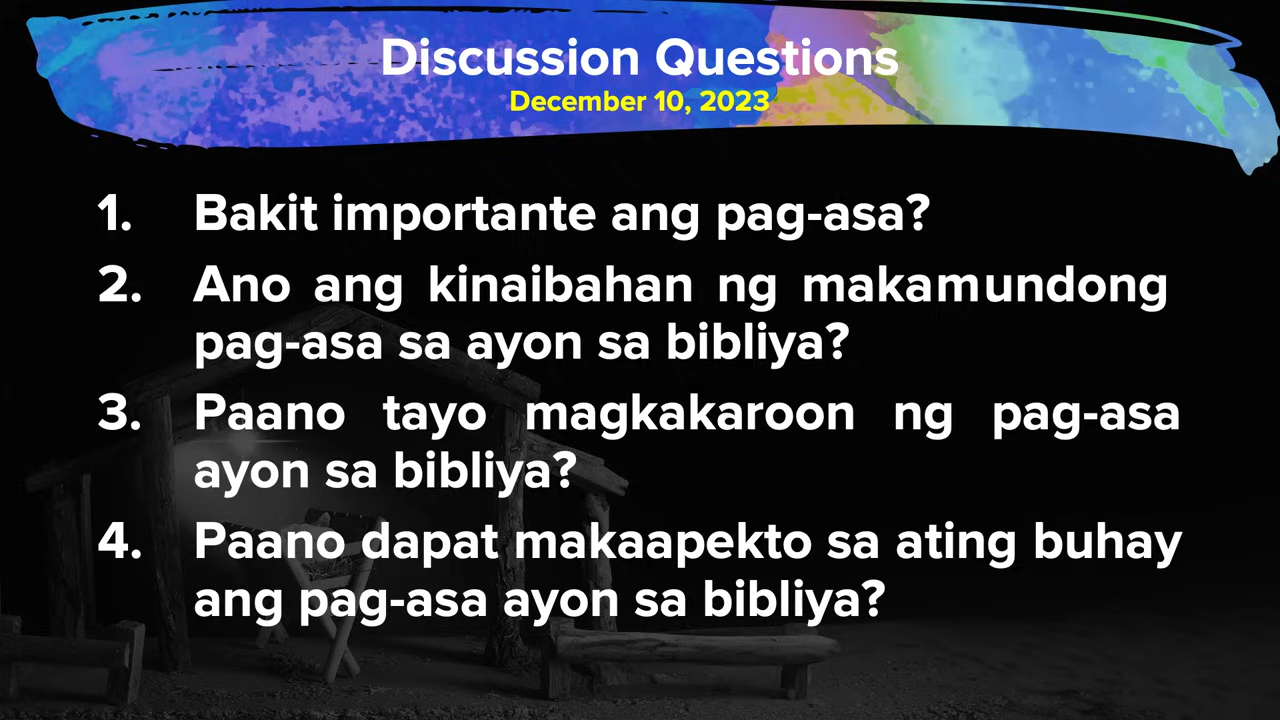 Discussion Questions
December 10, 2023
1. Bakit importante ang pag-asa?
2. Ano ang kinaibahan ng makamundong
pag-asa sa ayon sa bibliya?
3. Paano tayo magkakaroon ng pag-asa
ayon sa bibliya?
4. Paano dapat makaapekto sa ating buhay
ang pag-asa ayon sa bibliya?